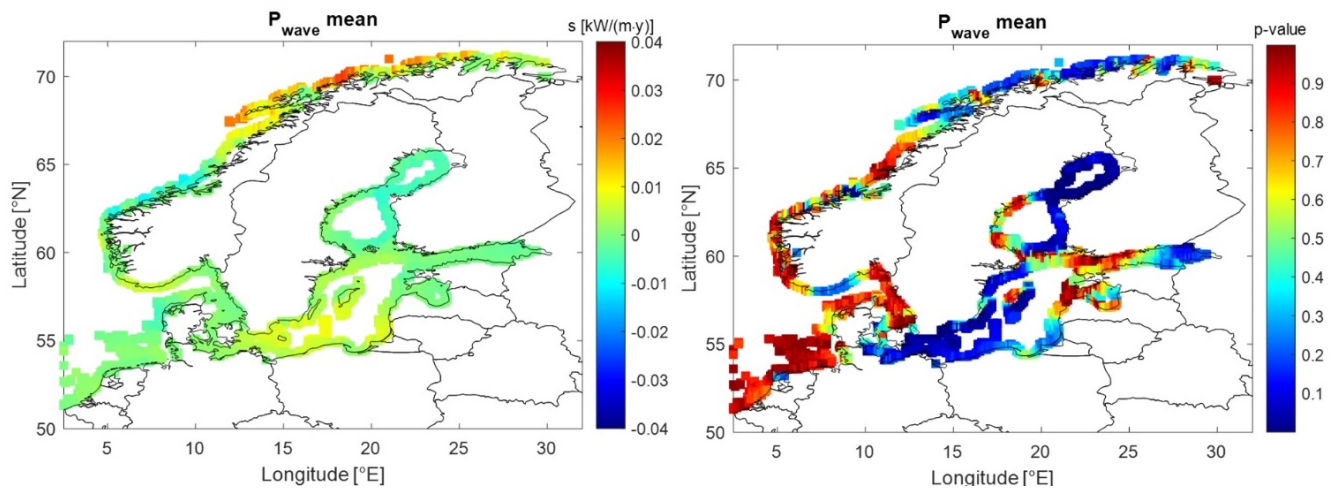 P_wave mean
s [kW/(m·y)]
0.04
0.03
0.02
0.01
0
-0.01
-0.02
-0.03
-0.04
70
65
60
55
50
Latitude [°N]
5 10 15 20 25 30
Longitude [°E]
P_wave mean
p-value
0.9
0.8
0.7
0.6
0.5
0.4
0.3
0.2
0.1
70
65
60
55
50
Latitude [°N]
5 10 15 20 25 30
Longitude [°E]